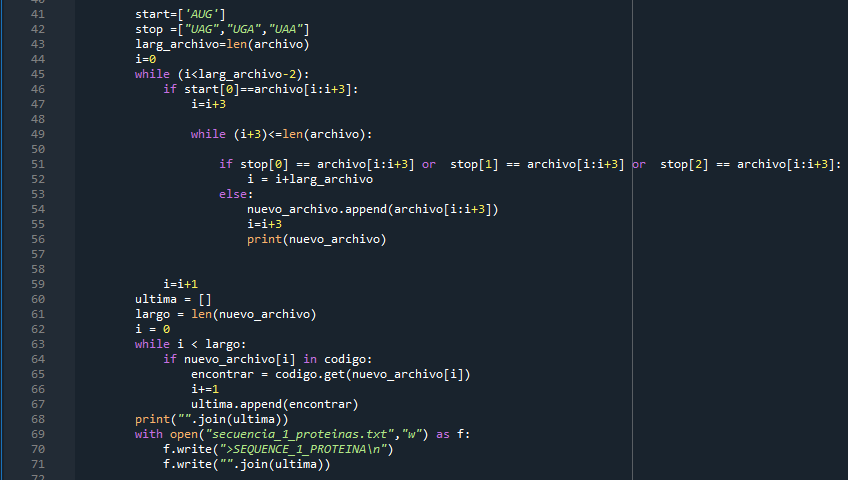 41 start=['AUG']
42 stop =["UAG","UGA","UAA"]
43 larg_archivo=len(archivo)
44 i=0
45 while (i<larg_archivo-2):
46 if start[0]==archivo[i:i+3]:
47 i=i+3
48
49 while (i+3)<=len(archivo):
50
51 if stop[0] == archivo[i:i+3] or  stop[1] == archivo[i:i+3] or  stop[2] == archivo[i:i+3]:
52 i = i+larg_archivo
53 else:
54 nuevo_archivo.append(archivo[i:i+3])
55 i=i+3
56 print(nuevo_archivo)
57
58
59 i=i+1
60 ultima = []
61 largo = len(nuevo_archivo)
62 i = 0
63 while i < largo:
64 if nuevo_archivo[i] in codigo:
65 encontrar = codigo.get(nuevo_archivo[i])
66 i+=1
67 ultima.append(encontrar)
68 print("".join(ultima))
69 with open("secuencia_1_proteinas.txt","w") as f:
70 f.write(">SEQUENCE_1_PROTEINA\n")
71 f.write("".join(ultima))